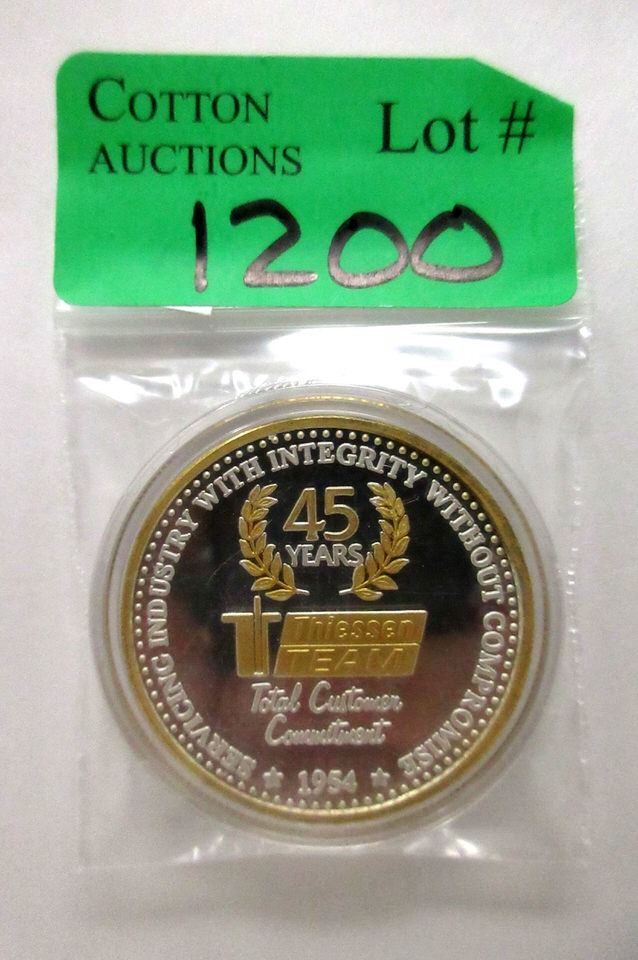 COTTON
AUCTIONS
Lot #
1200
SERVICING INDUSTRY WITH INTEGRITY WITHOUT COMPROMISE
45
YEARS
Thiessen
TEAM
Total Customer
Commitment
★ 1954 ★